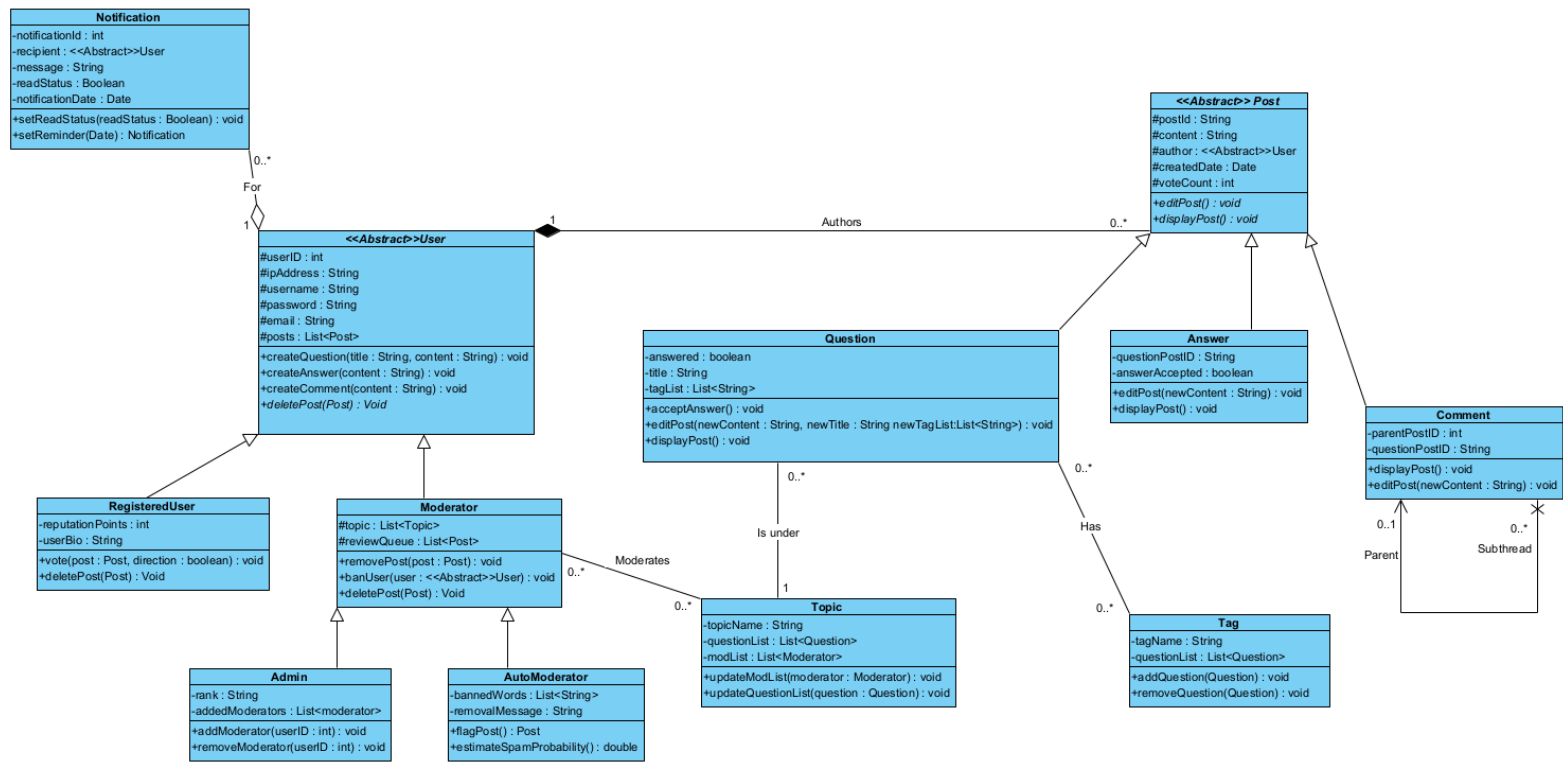 Notification
-notificationId : int
-recipient : <<Abstract>>User
-message : String
-readStatus : Boolean
-notificationDate : Date
+setReadStatus(readStatus : Boolean) : void
+setReminder(Date) : Notification
0..*
For
1
<<Abstract>>User
#userID : int
#ipAddress : String
#username : String
#password : String
#email : String
#posts : List<Post>
+createQuestion(title : String, content : String) : void
+createAnswer(content : String) : void
+createComment(content : String) : void
+deletePost(Post) : Void
1
Authors
0..*
<<Abstract>> Post
#postId : String
#content : String
#author : <<Abstract>>User
#createdDate : Date
#voteCount : int
+editPost() : void
+displayPost() : void
Question
-answered : boolean
-title : String
-tagList : List<String>
+acceptAnswer() : void
+editPost(newContent : String, newTitle : String newTagList:List<String>) : void
+displayPost() : void
Answer
-questionPostID : String
-answerAccepted : boolean
+editPost(newContent : String) : void
+displayPost() : void
Comment
-parentPostID : int
-questionPostID : String
+displayPost() : void
+editPost(newContent : String) : void
0..1
Parent
0..*
Subthread
RegisteredUser
-reputationPoints : int
-userBio : String
+vote(post : Post, direction : boolean) : void
+deletePost(Post) : Void
Moderator
#topic : List<Topic>
#reviewQueue : List<Post>
+removePost(post : Post) : void
+banUser(user : <<Abstract>>User) : void
+deletePost(Post) : Void
0..*
Moderates
0..*
0..*
Is under
1
0..*
Has
0..*
Topic
-topicName : String
-questionList : List<Question>
-modList : List<Moderator>
+updateModList(moderator : Moderator) : void
+updateQuestionList(question : Question) : void
Tag
-tagName : String
-questionList : List<Question>
+addQuestion(Question) : void
+removeQuestion(Question) : void
Admin
-rank : String
-addedModerators : List<moderator>
+addModerator(userID : int) : void
+removeModerator(userID : int) : void
AutoModerator
-bannedWords : List<String>
-removalMessage : String
+flagPost() : Post
+estimateSpamProbability() : double